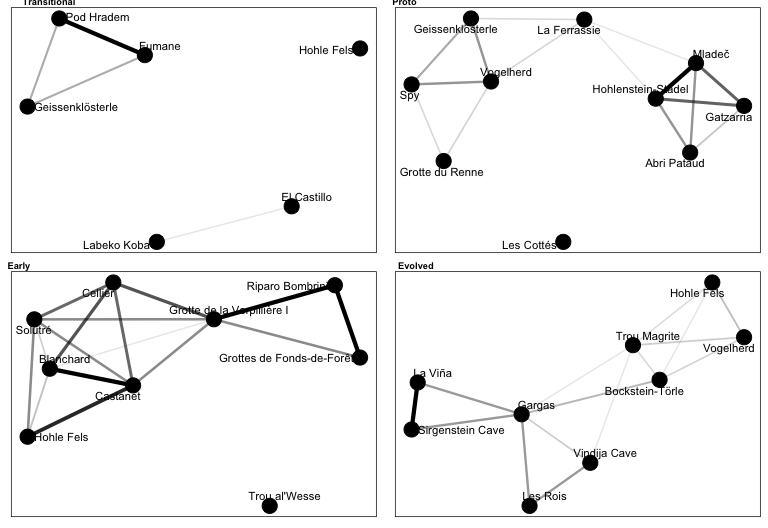 Transitional
Pod Hradem
Fumane
Hohle Fels
Geissenklösterle
El Castillo
Labeko Koba
Proto
Geissenklösterle
La Ferrassie
Mladeč
Vogelherd
Spy
Hohlenstein-Stadel
Gatzarria
Abri Pataud
Grotte du Renne
Les Cottés
Early
Cellier
Riparo Bombrini
Grotte de la Verpillière I
Solutré
Blanchard
Grottes de Fonds-de-Forêt
Castanet
Hohle Fels
Trou al'Wesse
Evolved
Hohle Fels
Trou Magrite
Vogelherd
La Viña
Bockstein-Törle
Gargas
Sirgenstein Cave
Vindija Cave
Les Rois